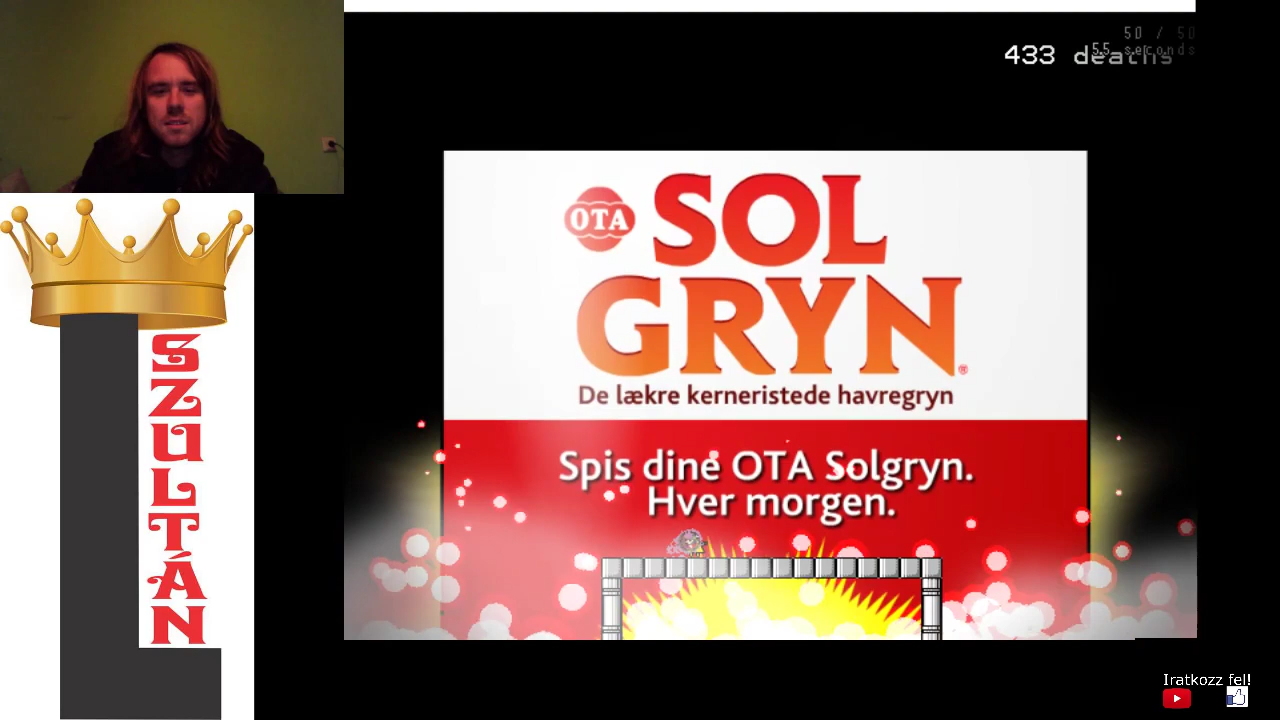 50 / 50
55 seconds
433 deaths
OTA
SOL
GRYN®
De lækre kerneristede havregryn
Spis dine OTA Solgryn.
Hver morgen.
L
SZULTÁN
Iratkozz fel!